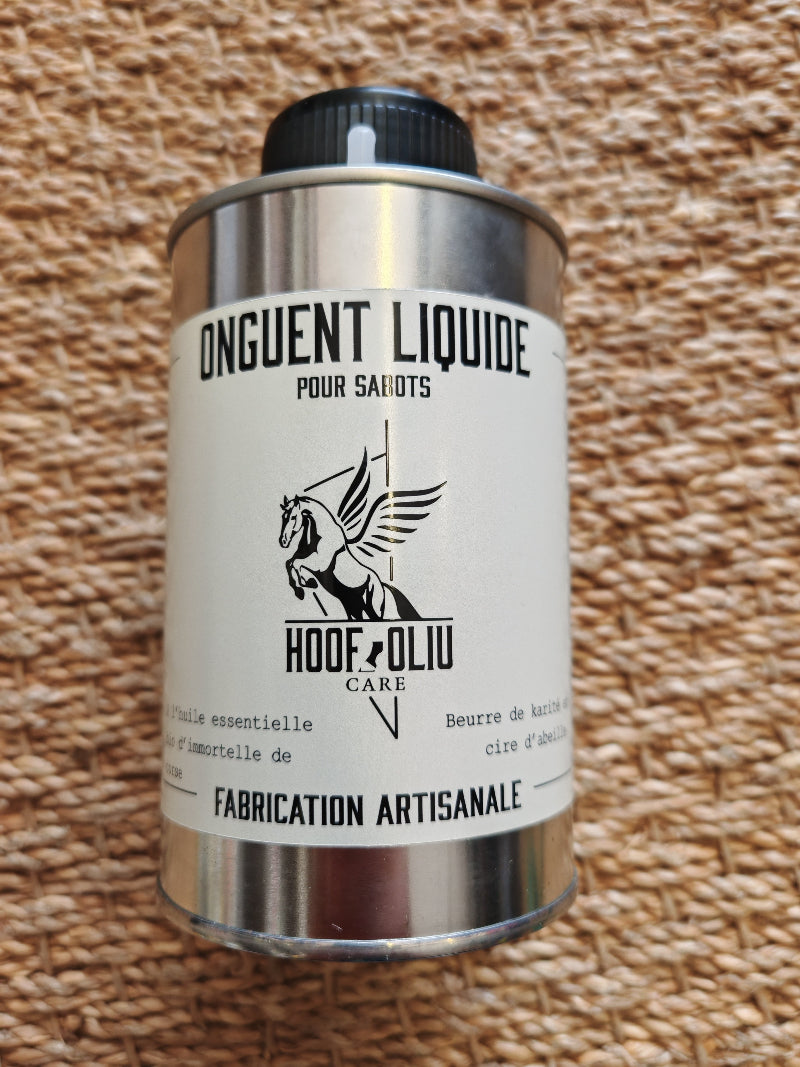 ONGUENT LIQUIDE
POUR SABOTS
HOOF OLIU
CARE
l'huile essentielle
d'immortelle de
Beurre de karité
cire d'abeille
FABRICATION ARTISANALE